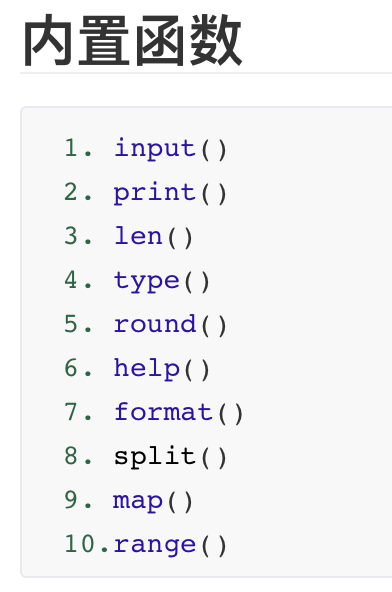 内置函数
1. input()
2. print()
3. len()
4. type()
5. round()
6. help()
7. format()
8. split()
9. map()
10.range()